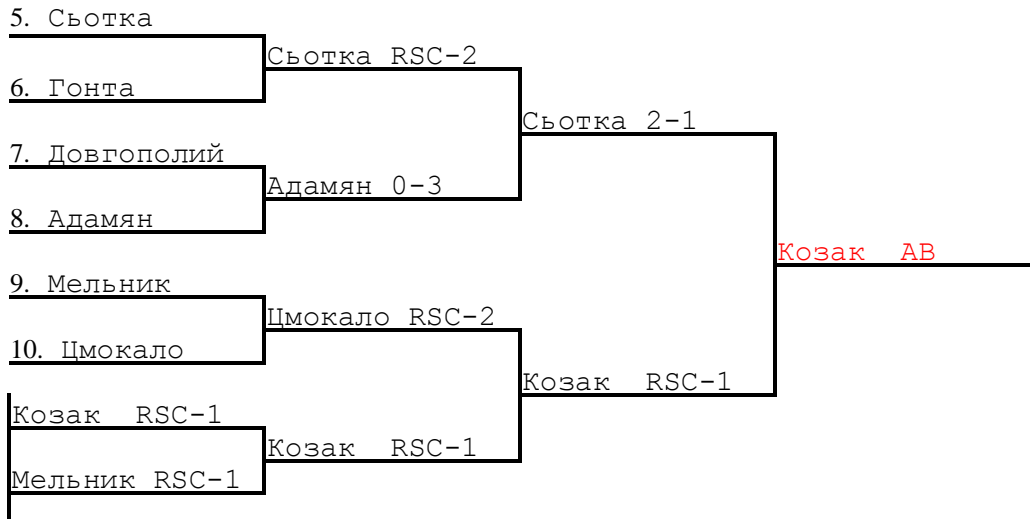 5. Сьотка
Сьотка RSC-2
6. Гонта
Сьотка 2-1
7. Довгополий
Адамян 0-3
8. Адамян
Козак АВ
9. Мельник
Цмокало RSC-2
10. Цмокало
Козак RSC-1
Козак RSC-1
Козак RSC-1
Мельник RSC-1